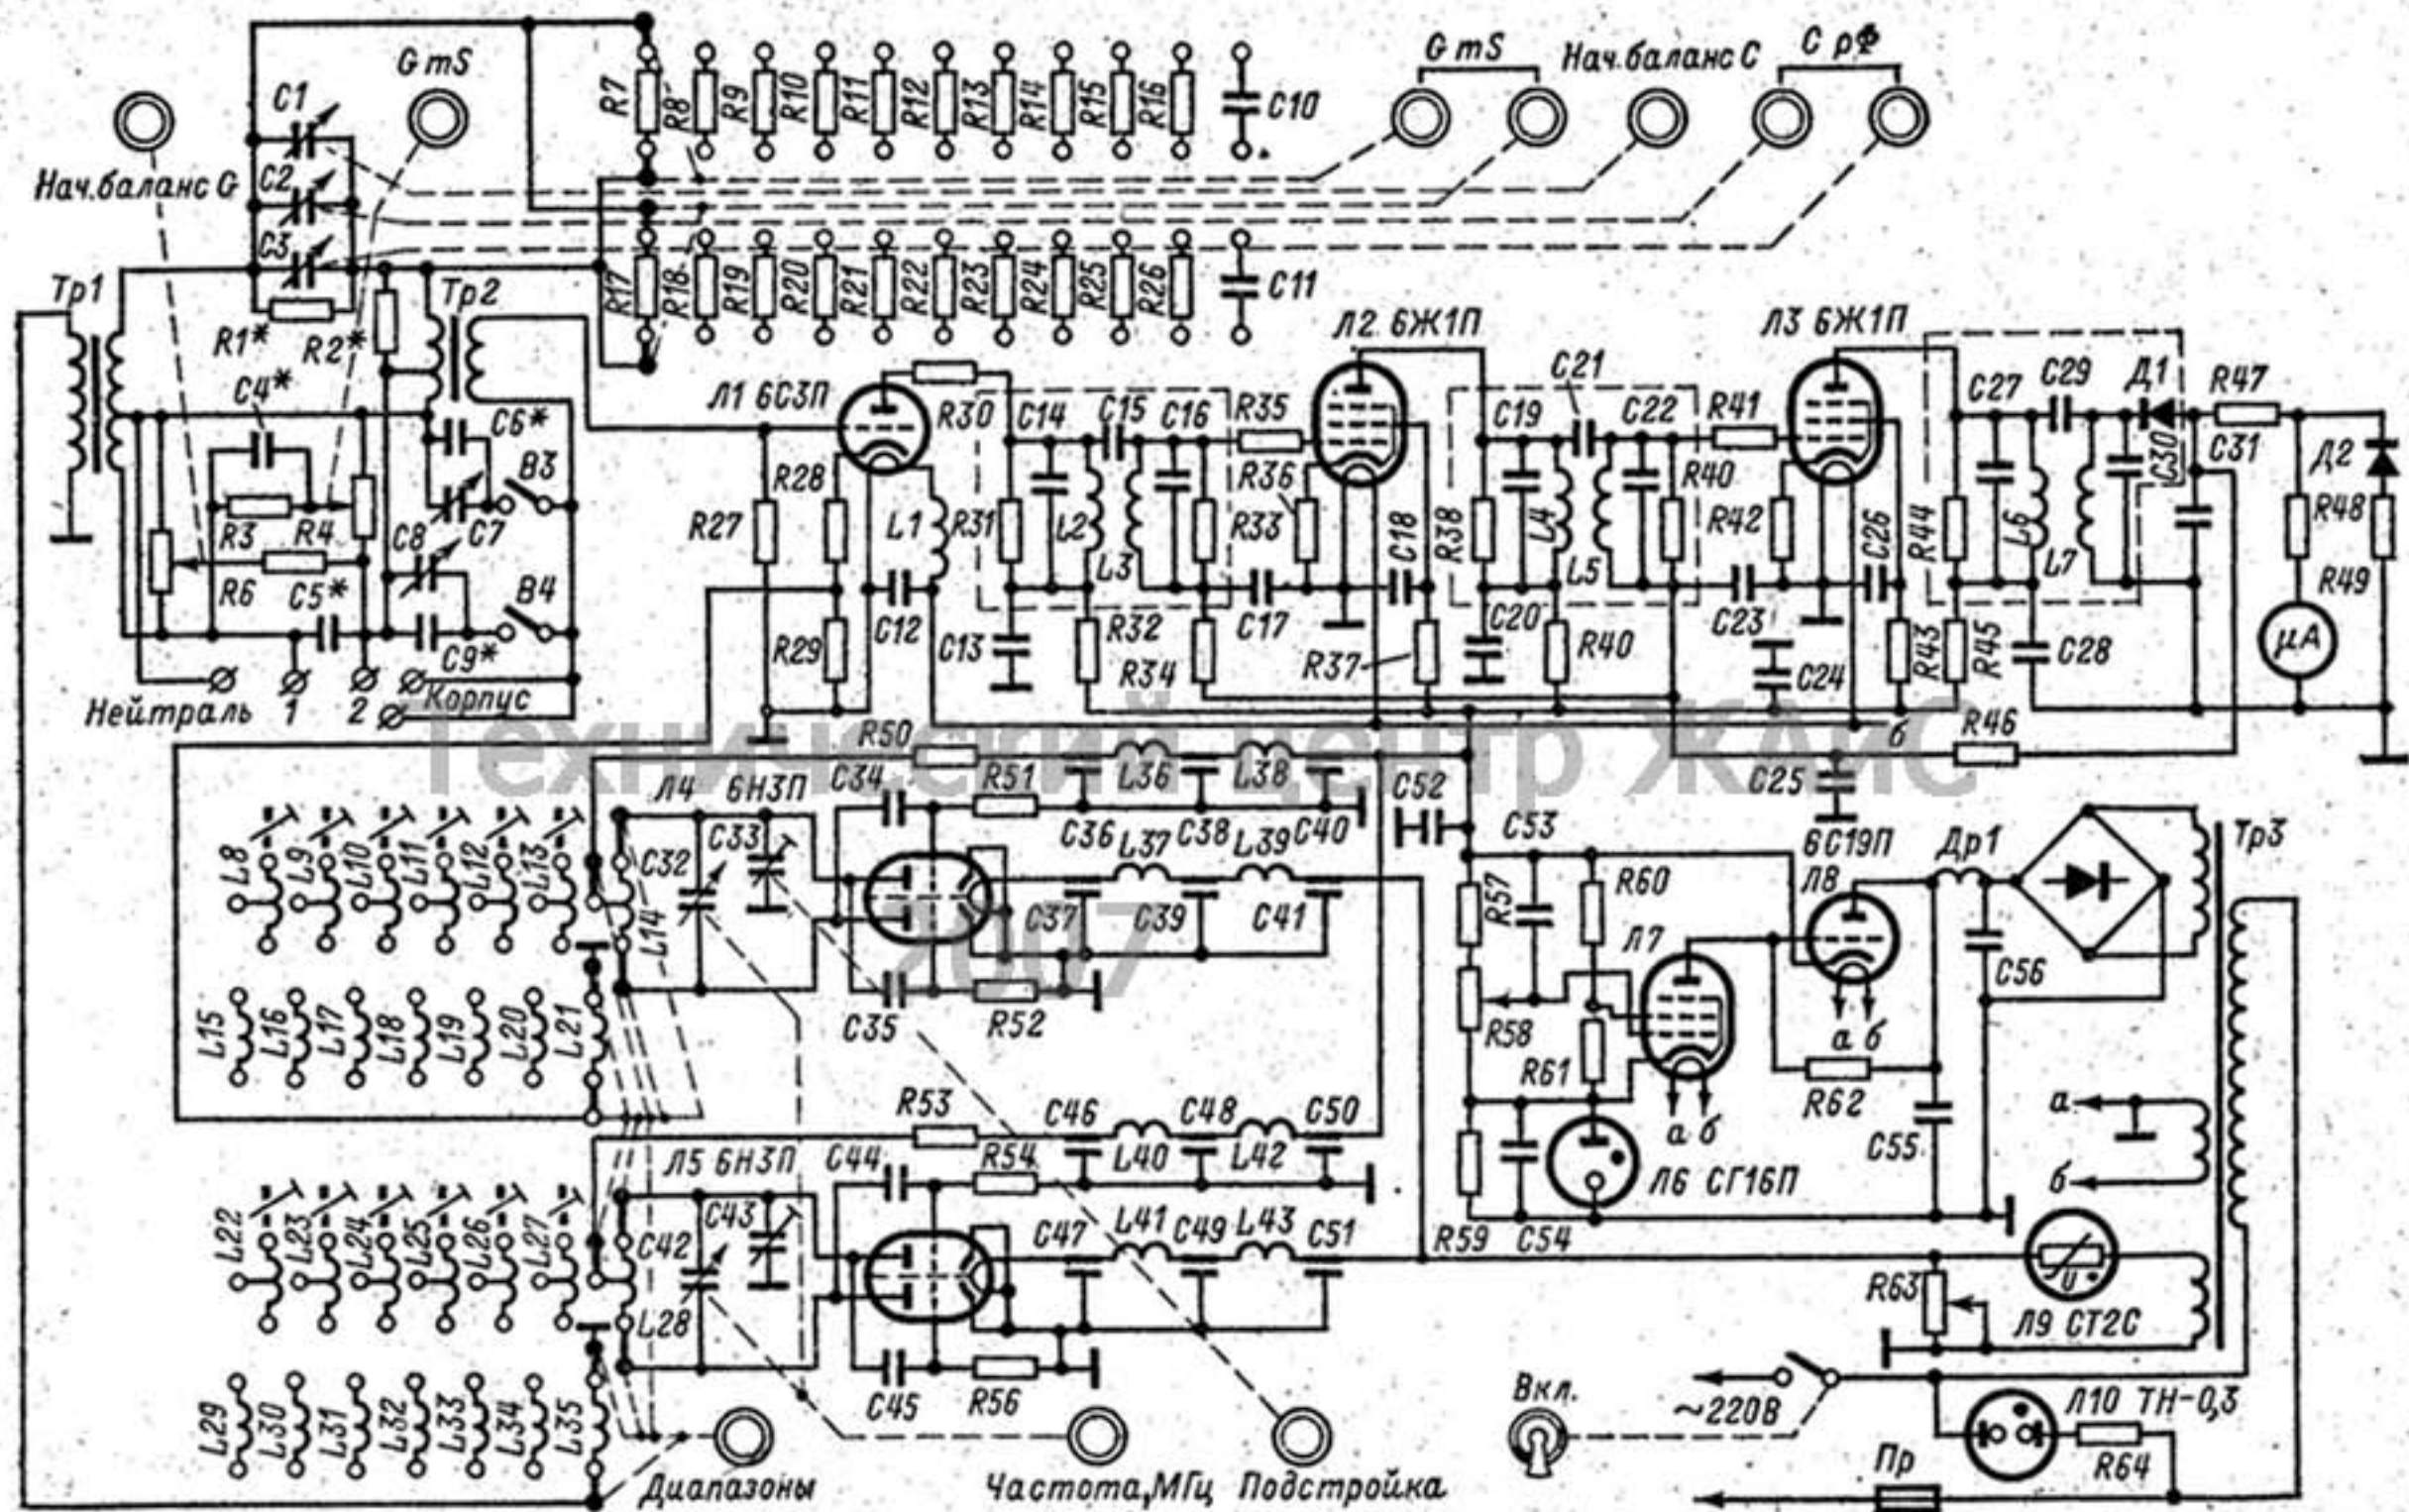 G mS
C1
Нач.баланс G
C2
C3
R7
R8
R9
R10
R11
R12
R13
R14
R15
R16
C10
G mS
Нач.баланс C
C рФ
R17
R18
R19
R20
R21
R22
R23
R24
R25
R26
C11
Тр1
Тр2
R1*
R2*
C4*
C6*
В3
R3
R4
C8
C7
R6
C5*
В4
C9*
Нейтраль
1
2
Корпус
Л1 6С3П
R30
R27
R28
L1
R29
C12
C14
C15
C16
R35
R31
L2
L3
R36
R33
C13
R32
R34
C17
C18
R37
Л2 6Ж1П
C19
C21
C22
R41
R38
L4
L5
R40
R42
C20
R40
C23
C24
C26
R43
Л3 6Ж1П
C27
C29
Д1
R47
C30
C31
Д2
R44
L6
L7
R48
R49
R45
C28
μA
б
R46
C25
Технический центр ЖАиС
2007
R50
C34
R51
L36
L38
Л4 6Н3П
C33
C32
C36
L37
C38
L39
C40
C37
C39
C41
C35
R52
L8
L9
L10
L11
L12
L13
L14
L15
L16
L17
L18
L19
L20
L21
C52
C53
R57
R60
R58
R61
Л7
а б
6С19П
Л8
а б
R62
Др1
C56
C55
Тр3
а
б
Л6 СГ16П
R59
C54
R53
C46
C48
C50
Л5 6Н3П
C44
R54
L40
L42
C43
C42
C47
L41
C49
L43
C51
C45
R56
L22
L23
L24
L25
L26
L27
L28
L29
L30
L31
L32
L33
L34
L35
R63
U
Л9 СТ2С
Диапазоны
Частота,МГц
Подстройка
Вкл.
~220В
Л10 ТН-0,3
R64
Пр